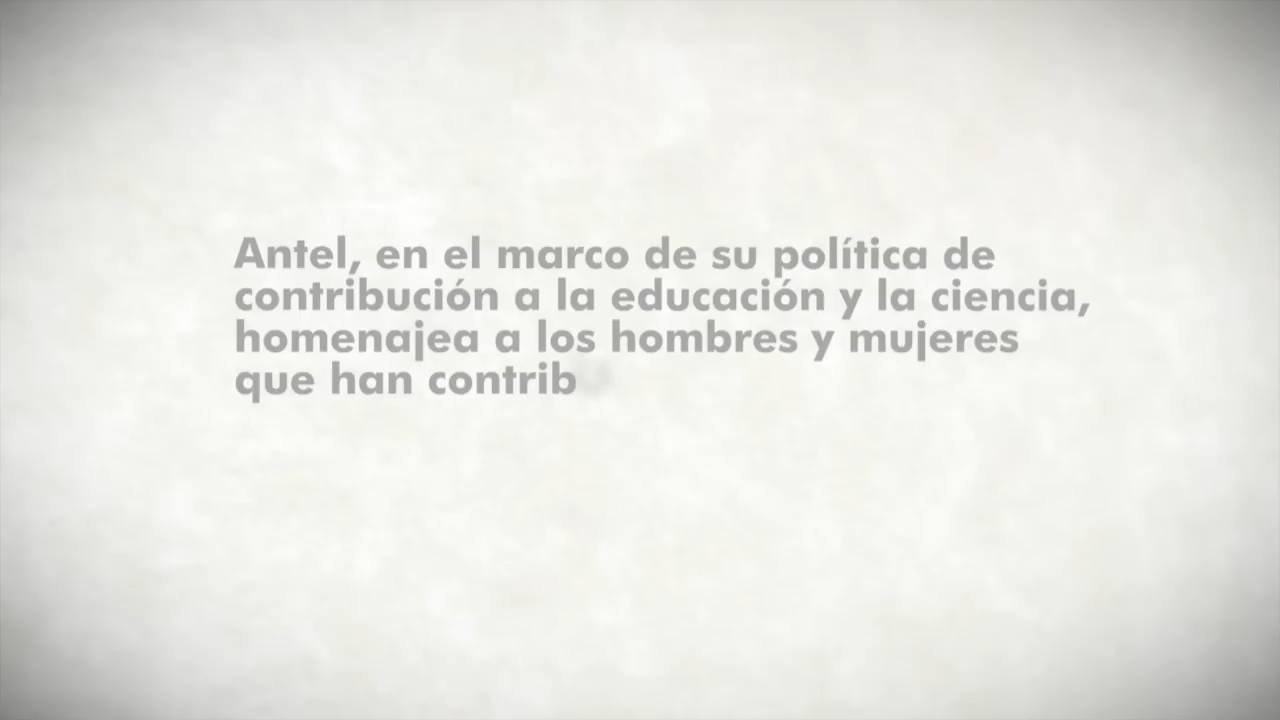 Antel, en el marco de su política de
contribución a la educación y la ciencia,
homenajea a los hombres y mujeres
que han contrib